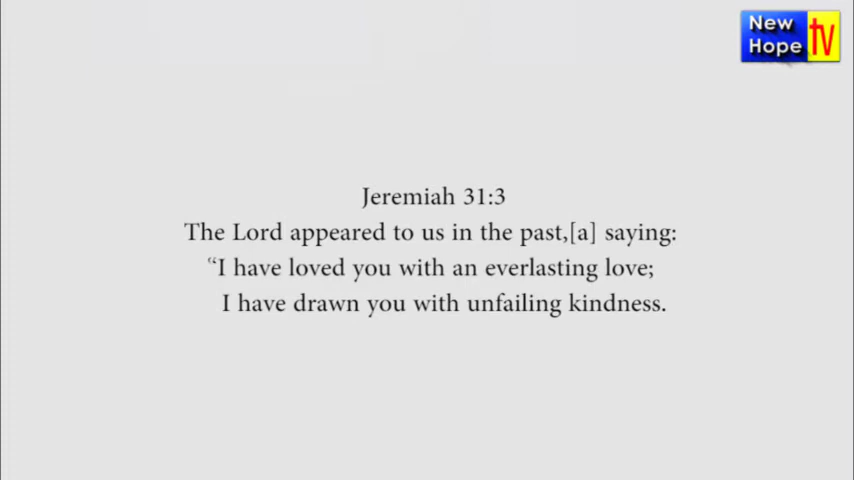 New
Hope
tv
Jeremiah 31:3
The Lord appeared to us in the past,[a] saying:
“I have loved you with an everlasting love;
I have drawn you with unfailing kindness.